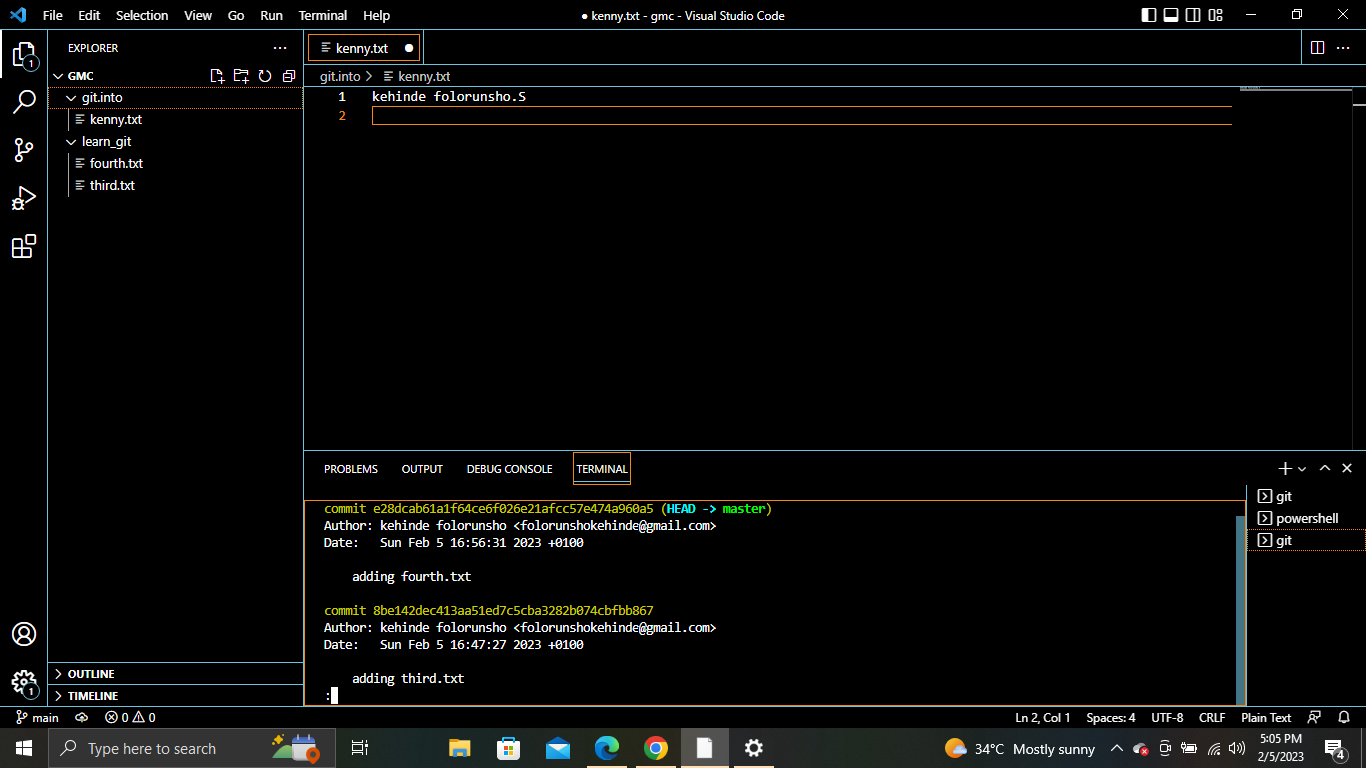 File Edit Selection View Go Run Terminal Help
● kenny.txt - gmc - Visual Studio Code
EXPLORER
GMC
git.into
kenny.txt
learn_git
fourth.txt
third.txt
OUTLINE
TIMELINE
1
1
kenny.txt
git.into > kenny.txt
1 kehinde folorunsho.S
2
PROBLEMS OUTPUT DEBUG CONSOLE TERMINAL
commit e28dcab61a1f64ce6f026e21afcc57e474a960a5 (HEAD -> master)
Author: kehinde folorunsho <folorunshokehinde@gmail.com>
Date: Sun Feb 5 16:56:31 2023 +0100
adding fourth.txt
commit 8be142dec413aa51ed7c5cba3282b074cbfbb867
Author: kehinde folorunsho <folorunshokehinde@gmail.com>
Date: Sun Feb 5 16:47:27 2023 +0100
adding third.txt
:
git
powershell
git
main 0 0 Ln 2, Col 1 Spaces: 4 UTF-8 CRLF Plain Text
Type here to search
34°C Mostly sunny
5:05 PM
2/5/2023
4